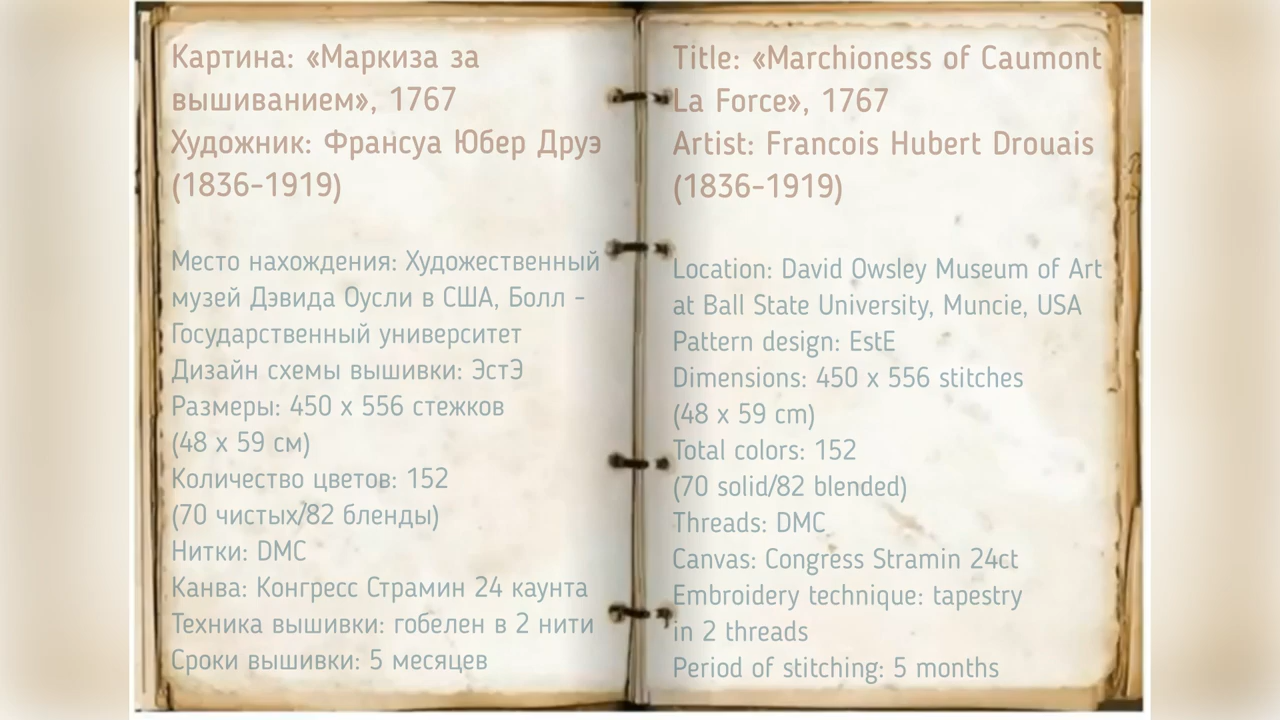 Картина: «Маркиза за
вышиванием», 1767
Художник: Франсуа Юбер Друэ
(1836-1919)
Место нахождения: Художественный
музей Дэвида Оусли в США, Болл -
Государственный университет
Дизайн схемы вышивки: ЭстЭ
Размеры: 450 х 556 стежков
(48 х 59 см)
Количество цветов: 152
(70 чистых/82 бленды)
Нитки: DMC
Канва: Конгресс Страмин 24 каунта
Техника вышивки: гобелен в 2 нити
Сроки вышивки: 5 месяцев
Title: «Marchioness of Caumont
La Force», 1767
Artist: Francois Hubert Drouais
(1836-1919)
Location: David Owsley Museum of Art
at Ball State University, Muncie, USA
Pattern design: EstE
Dimensions: 450 x 556 stitches
(48 x 59 cm)
Total colors: 152
(70 solid/82 blended)
Threads: DMC
Canvas: Congress Stramin 24ct
Embroidery technique: tapestry
in 2 threads
Period of stitching: 5 months